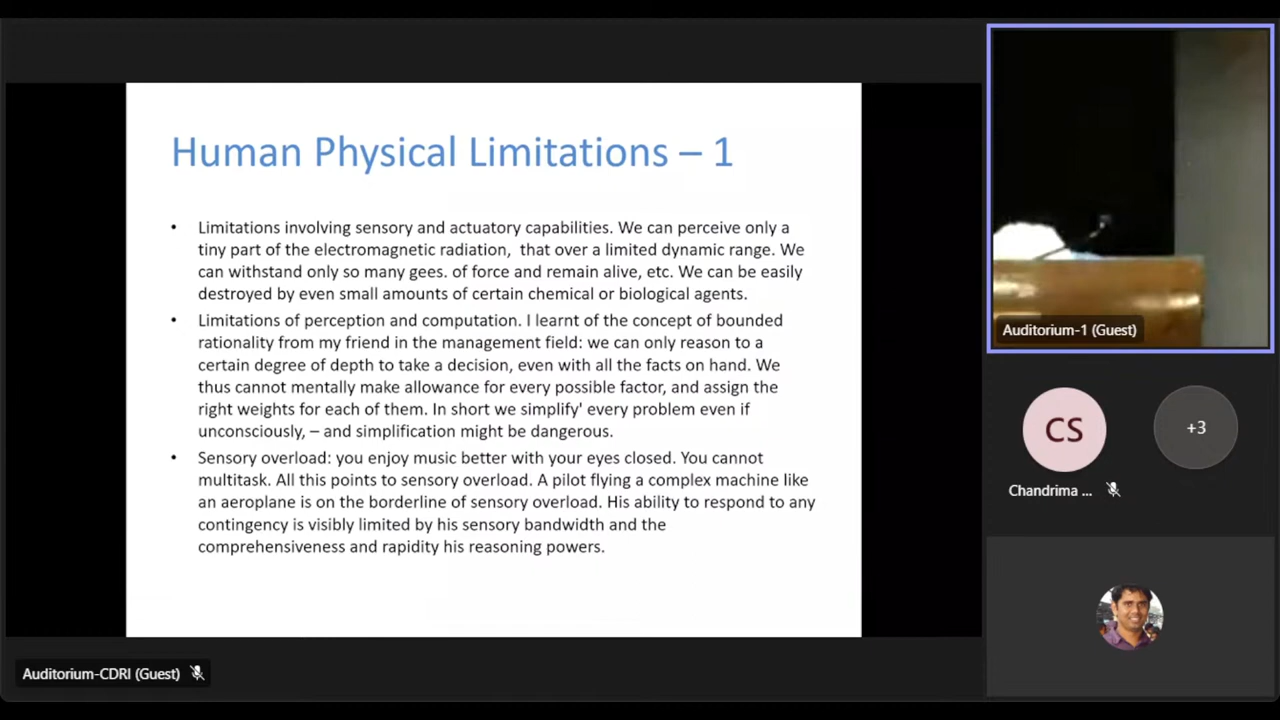 Human Physical Limitations – 1
• Limitations involving sensory and actuatory capabilities. We can perceive only a
tiny part of the electromagnetic radiation, that over a limited dynamic range. We
can withstand only so many gees. of force and remain alive, etc. We can be easily
destroyed by even small amounts of certain chemical or biological agents.
• Limitations of perception and computation. I learnt of the concept of bounded
rationality from my friend in the management field: we can only reason to a
certain degree of depth to take a decision, even with all the facts on hand. We
thus cannot mentally make allowance for every possible factor, and assign the
right weights for each of them. In short we simplify' every problem even if
unconsciously, – and simplification might be dangerous.
• Sensory overload: you enjoy music better with your eyes closed. You cannot
multitask. All this points to sensory overload. A pilot flying a complex machine like
an aeroplane is on the borderline of sensory overload. His ability to respond to any
contingency is visibly limited by his sensory bandwidth and the
comprehensiveness and rapidity his reasoning powers.
Auditorium-CDRI (Guest)
Auditorium-1 (Guest)
CS
+3
Chandrima ...